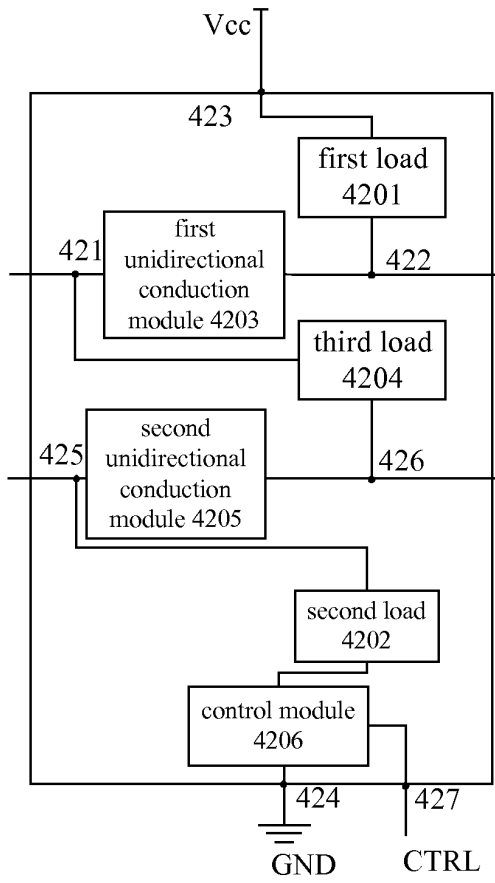 Vcc
423
first load
4201
421
first
unidirectional
conduction
module 4203
422
third load
4204
425
second
unidirectional
conduction
module 4205
426
second load
4202
control module
4206
424
427
GND
CTRL